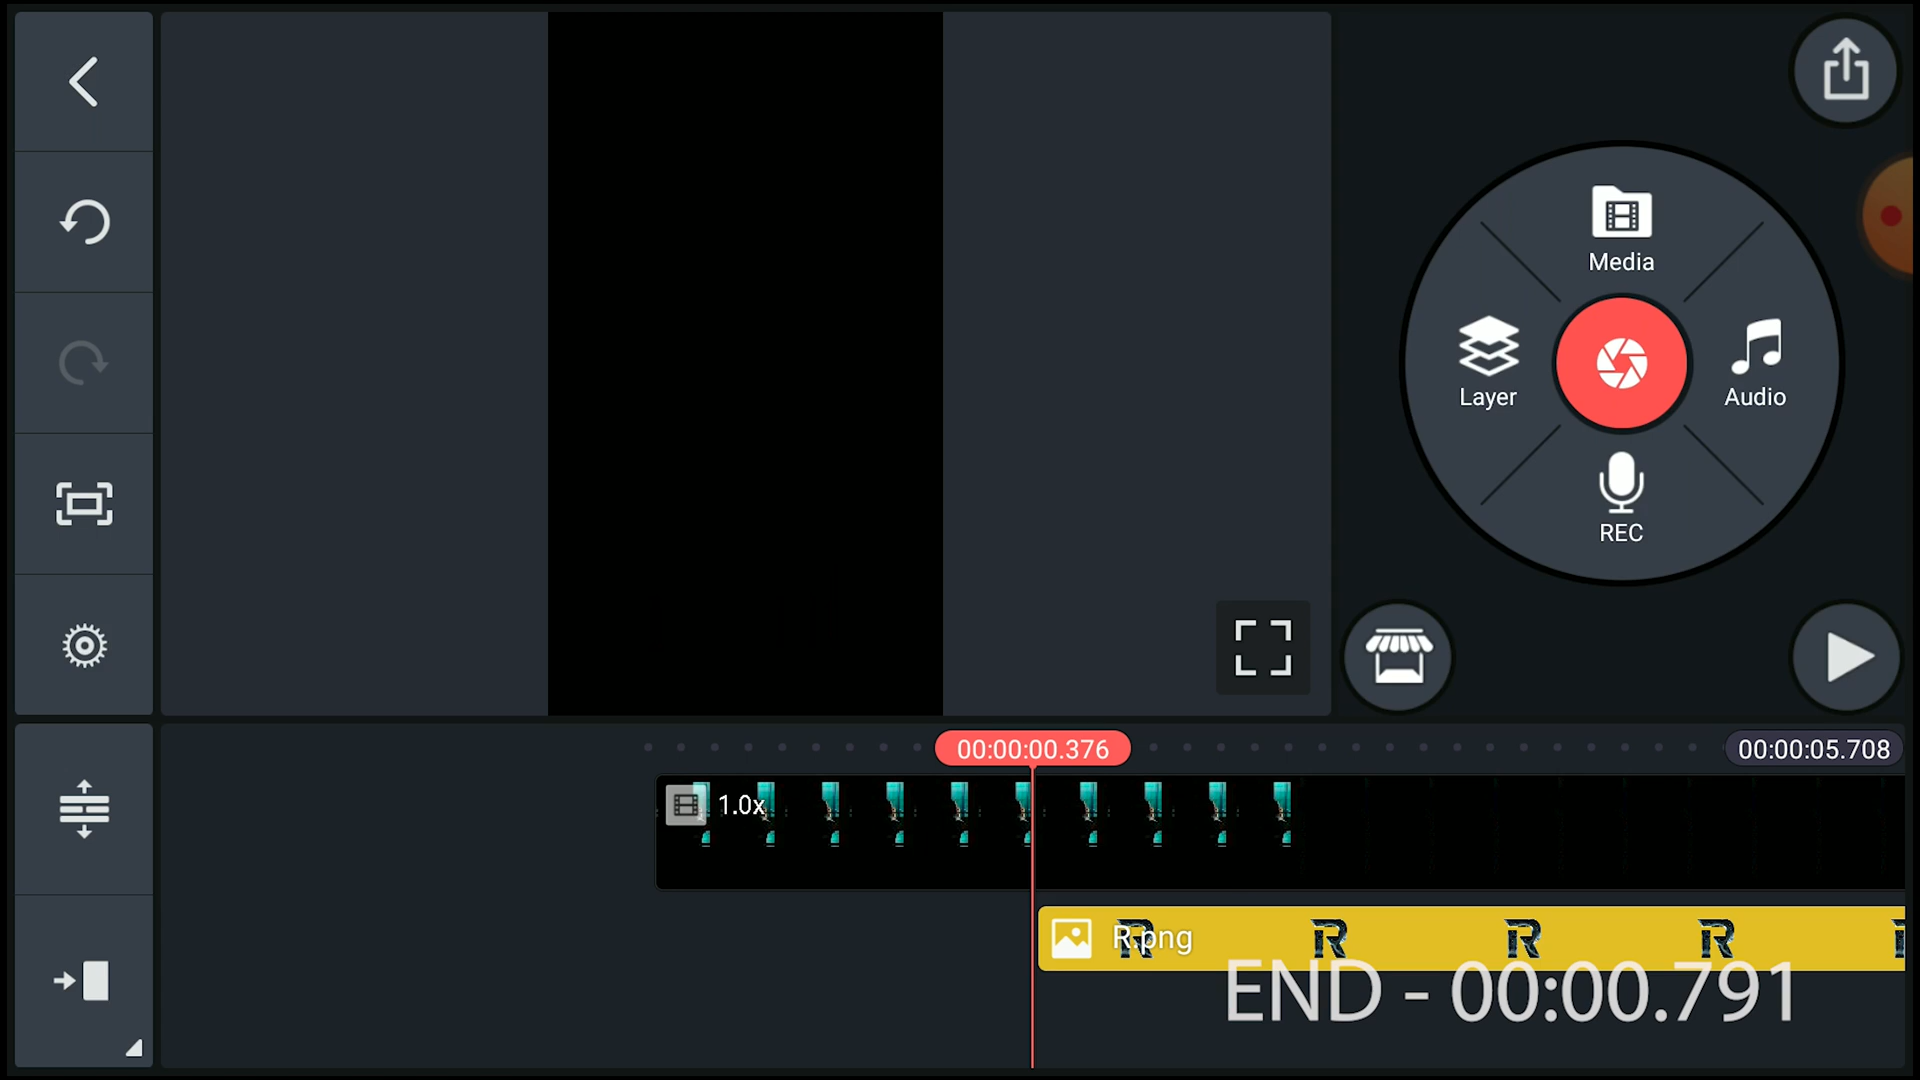 Media
Layer
Audio
REC
00:00:00.376
00:00:05.708
1.0x
R.png
R R R R
END - 00:00.791